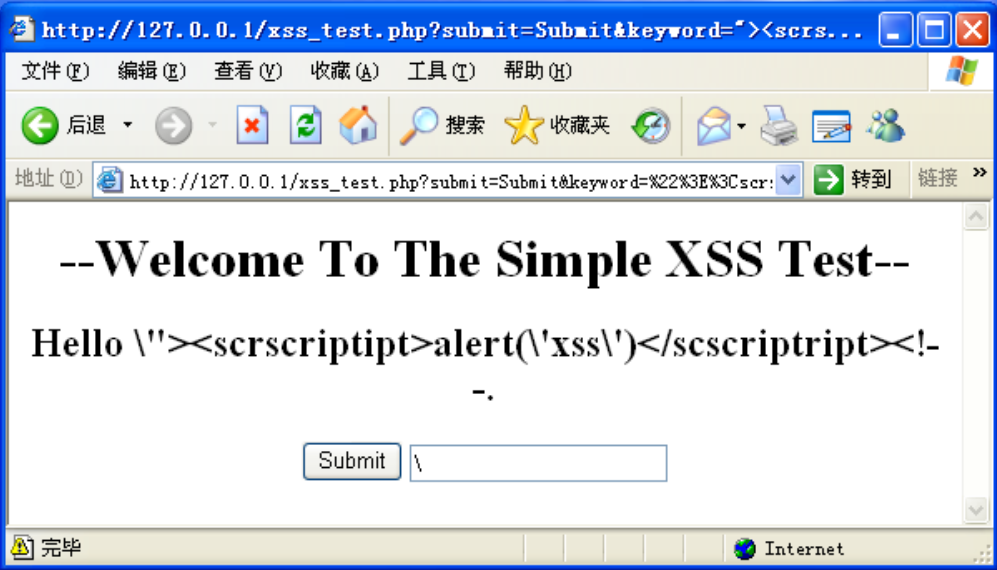 http://127.0.0.1/xss_test.php?submit=Submit&keyword="><scrs...
文件(F) 编辑(E) 查看(V) 收藏(A) 工具(T) 帮助(H)
后退 搜索 收藏夹
地址(D) http://127.0.0.1/xss_test.php?submit=Submit&keyword=%22%3E%3Cscr: 转到 链接 »
--Welcome To The Simple XSS Test--
Hello \"><scrscriptipt>alert(\'xss\')</scscriptript><!-
-.
Submit \
完毕 Internet